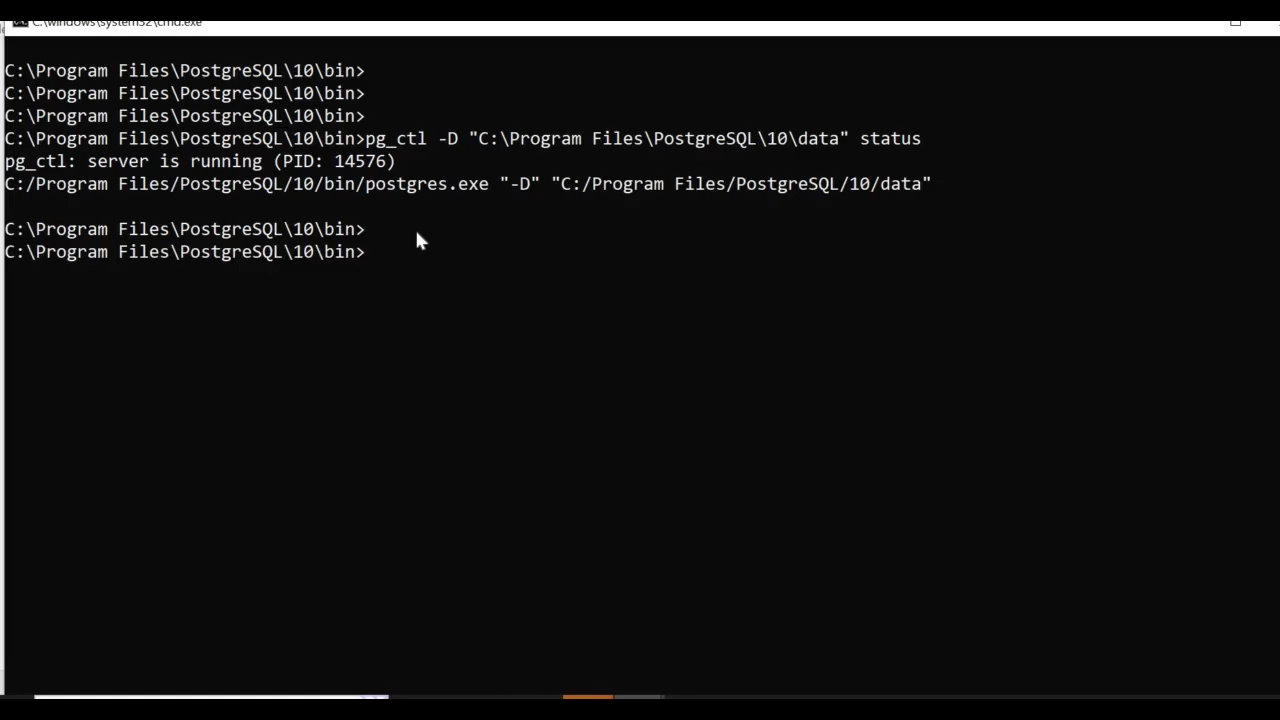 C:\windows\system32\cmd.exe
C:\Program Files\PostgreSQL\10\bin>
C:\Program Files\PostgreSQL\10\bin>
C:\Program Files\PostgreSQL\10\bin>
C:\Program Files\PostgreSQL\10\bin>pg_ctl -D "C:\Program Files\PostgreSQL\10\data" status
pg_ctl: server is running (PID: 14576)
C:/Program Files/PostgreSQL/10/bin/postgres.exe "-D" "C:/Program Files/PostgreSQL/10/data"
C:\Program Files\PostgreSQL\10\bin>
C:\Program Files\PostgreSQL\10\bin>